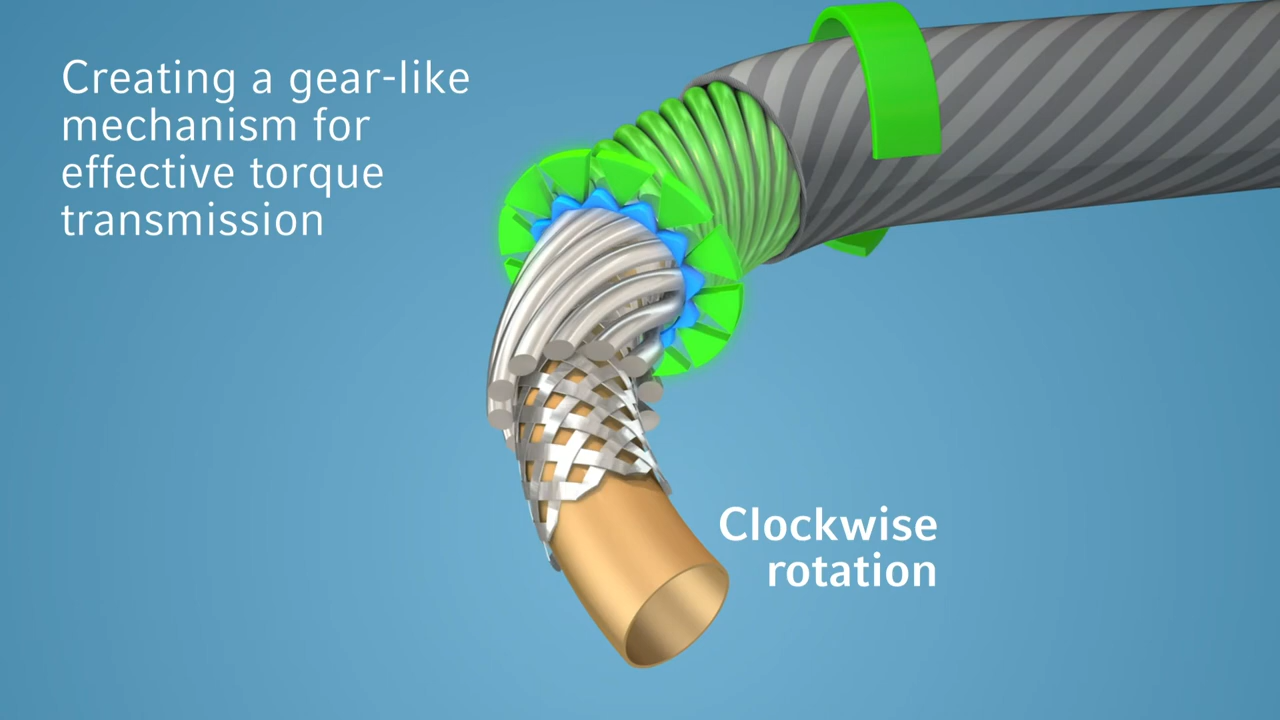 Creating a gear-like
mechanism for
effective torque
transmission
Clockwise
rotation